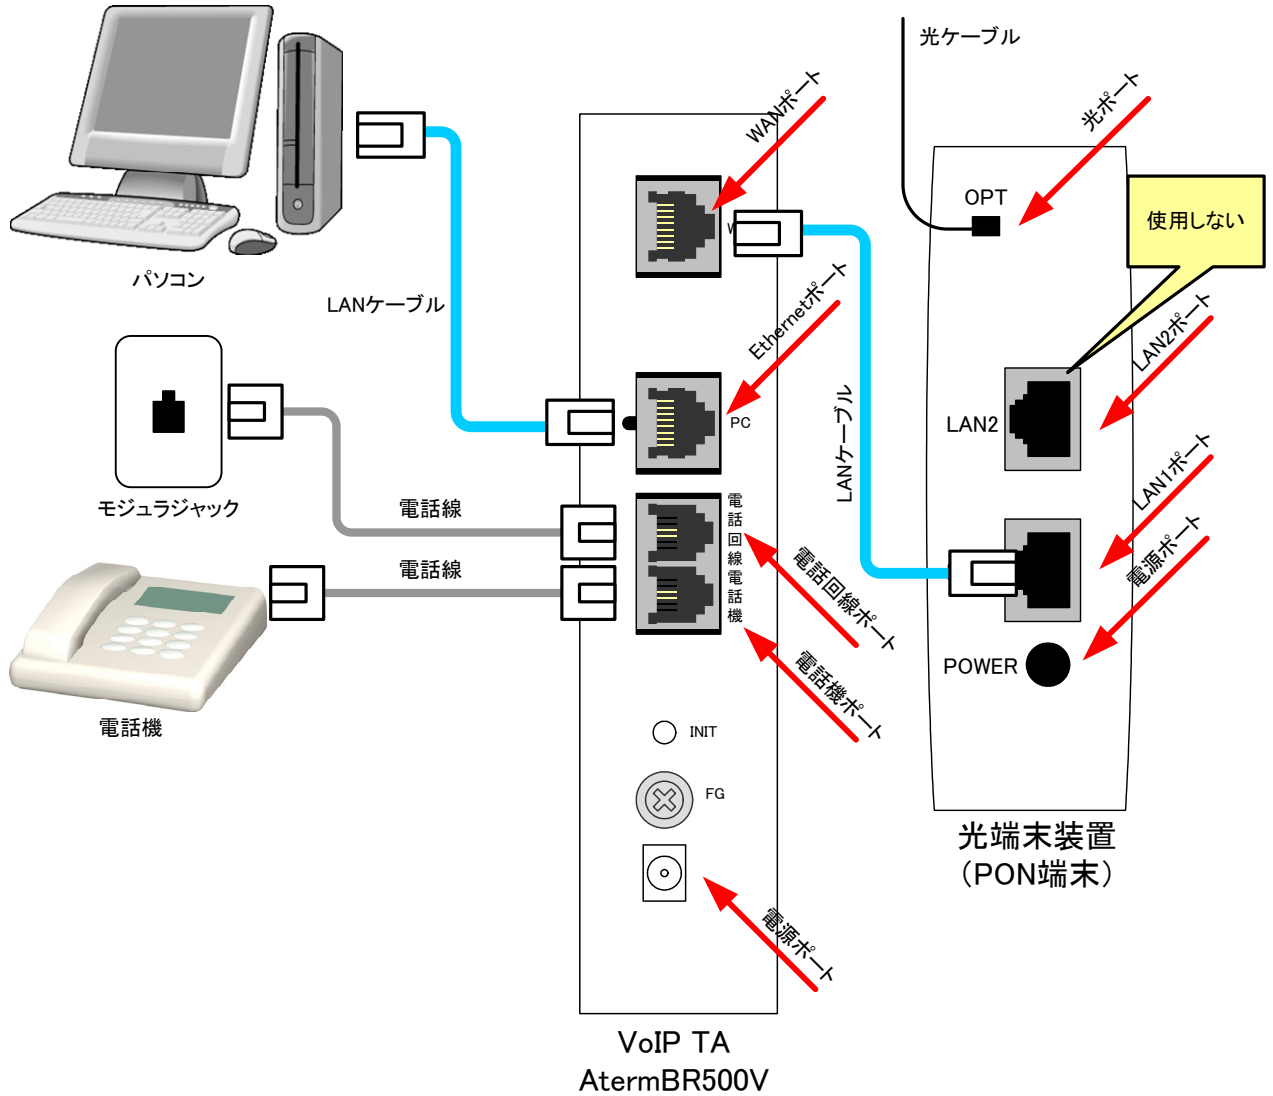 光ケーブル
WANポート
光ポート
OPT
使用しない
パソコン
LANケーブル
Ethernetポート
LAN2ポート
PC
LAN2
LANケーブル
LAN1ポート
モジュラジャック
電話線
電話回線
電話回線ポート
電源ポート
電話線
電話機
電話機ポート
POWER
電話機
INIT
FG
光端末装置
(PON端末)
電源ポート
VoIP TA
AtermBR500V